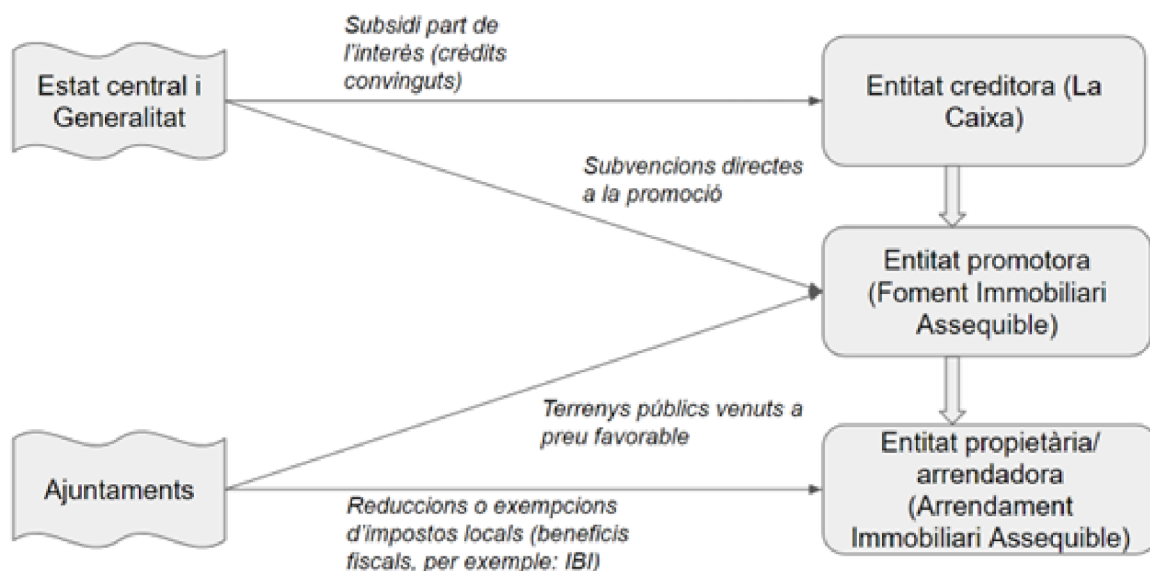 Subsidi part de
l'interès (crèdits
convinguts)
Estat central i
Generalitat
Entitat creditora (La
Caixa)
Subvencions directes
a la promoció
Entitat promotora
(Foment Immobiliari
Assequible)
Terrenys públics venuts a
preu favorable
Ajuntaments
Entitat propietària/
arrendadora
(Arrendament
Immobiliari Assequible)
Reduccions o exempcions
d'impostos locals (beneficis
fiscals, per exemple: IBI)